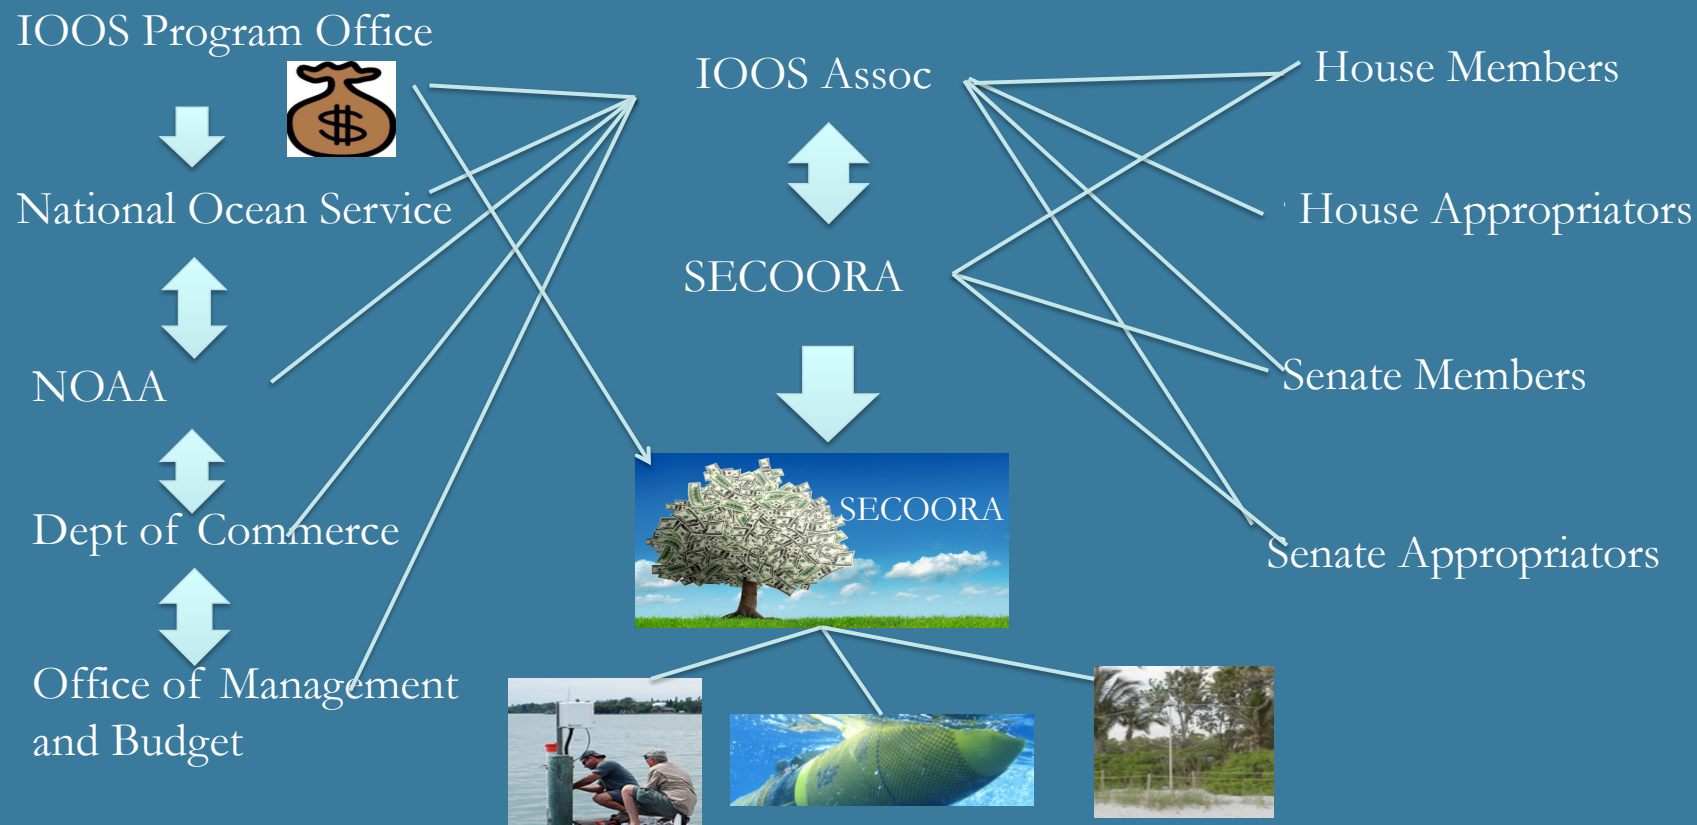 IOOS Program Office
National Ocean Service
NOAA
Dept of Commerce
Office of Management
and Budget
IOOS Assoc
SECOORA
SECOORA
House Members
House Appropriators
Senate Members
Senate Appropriators